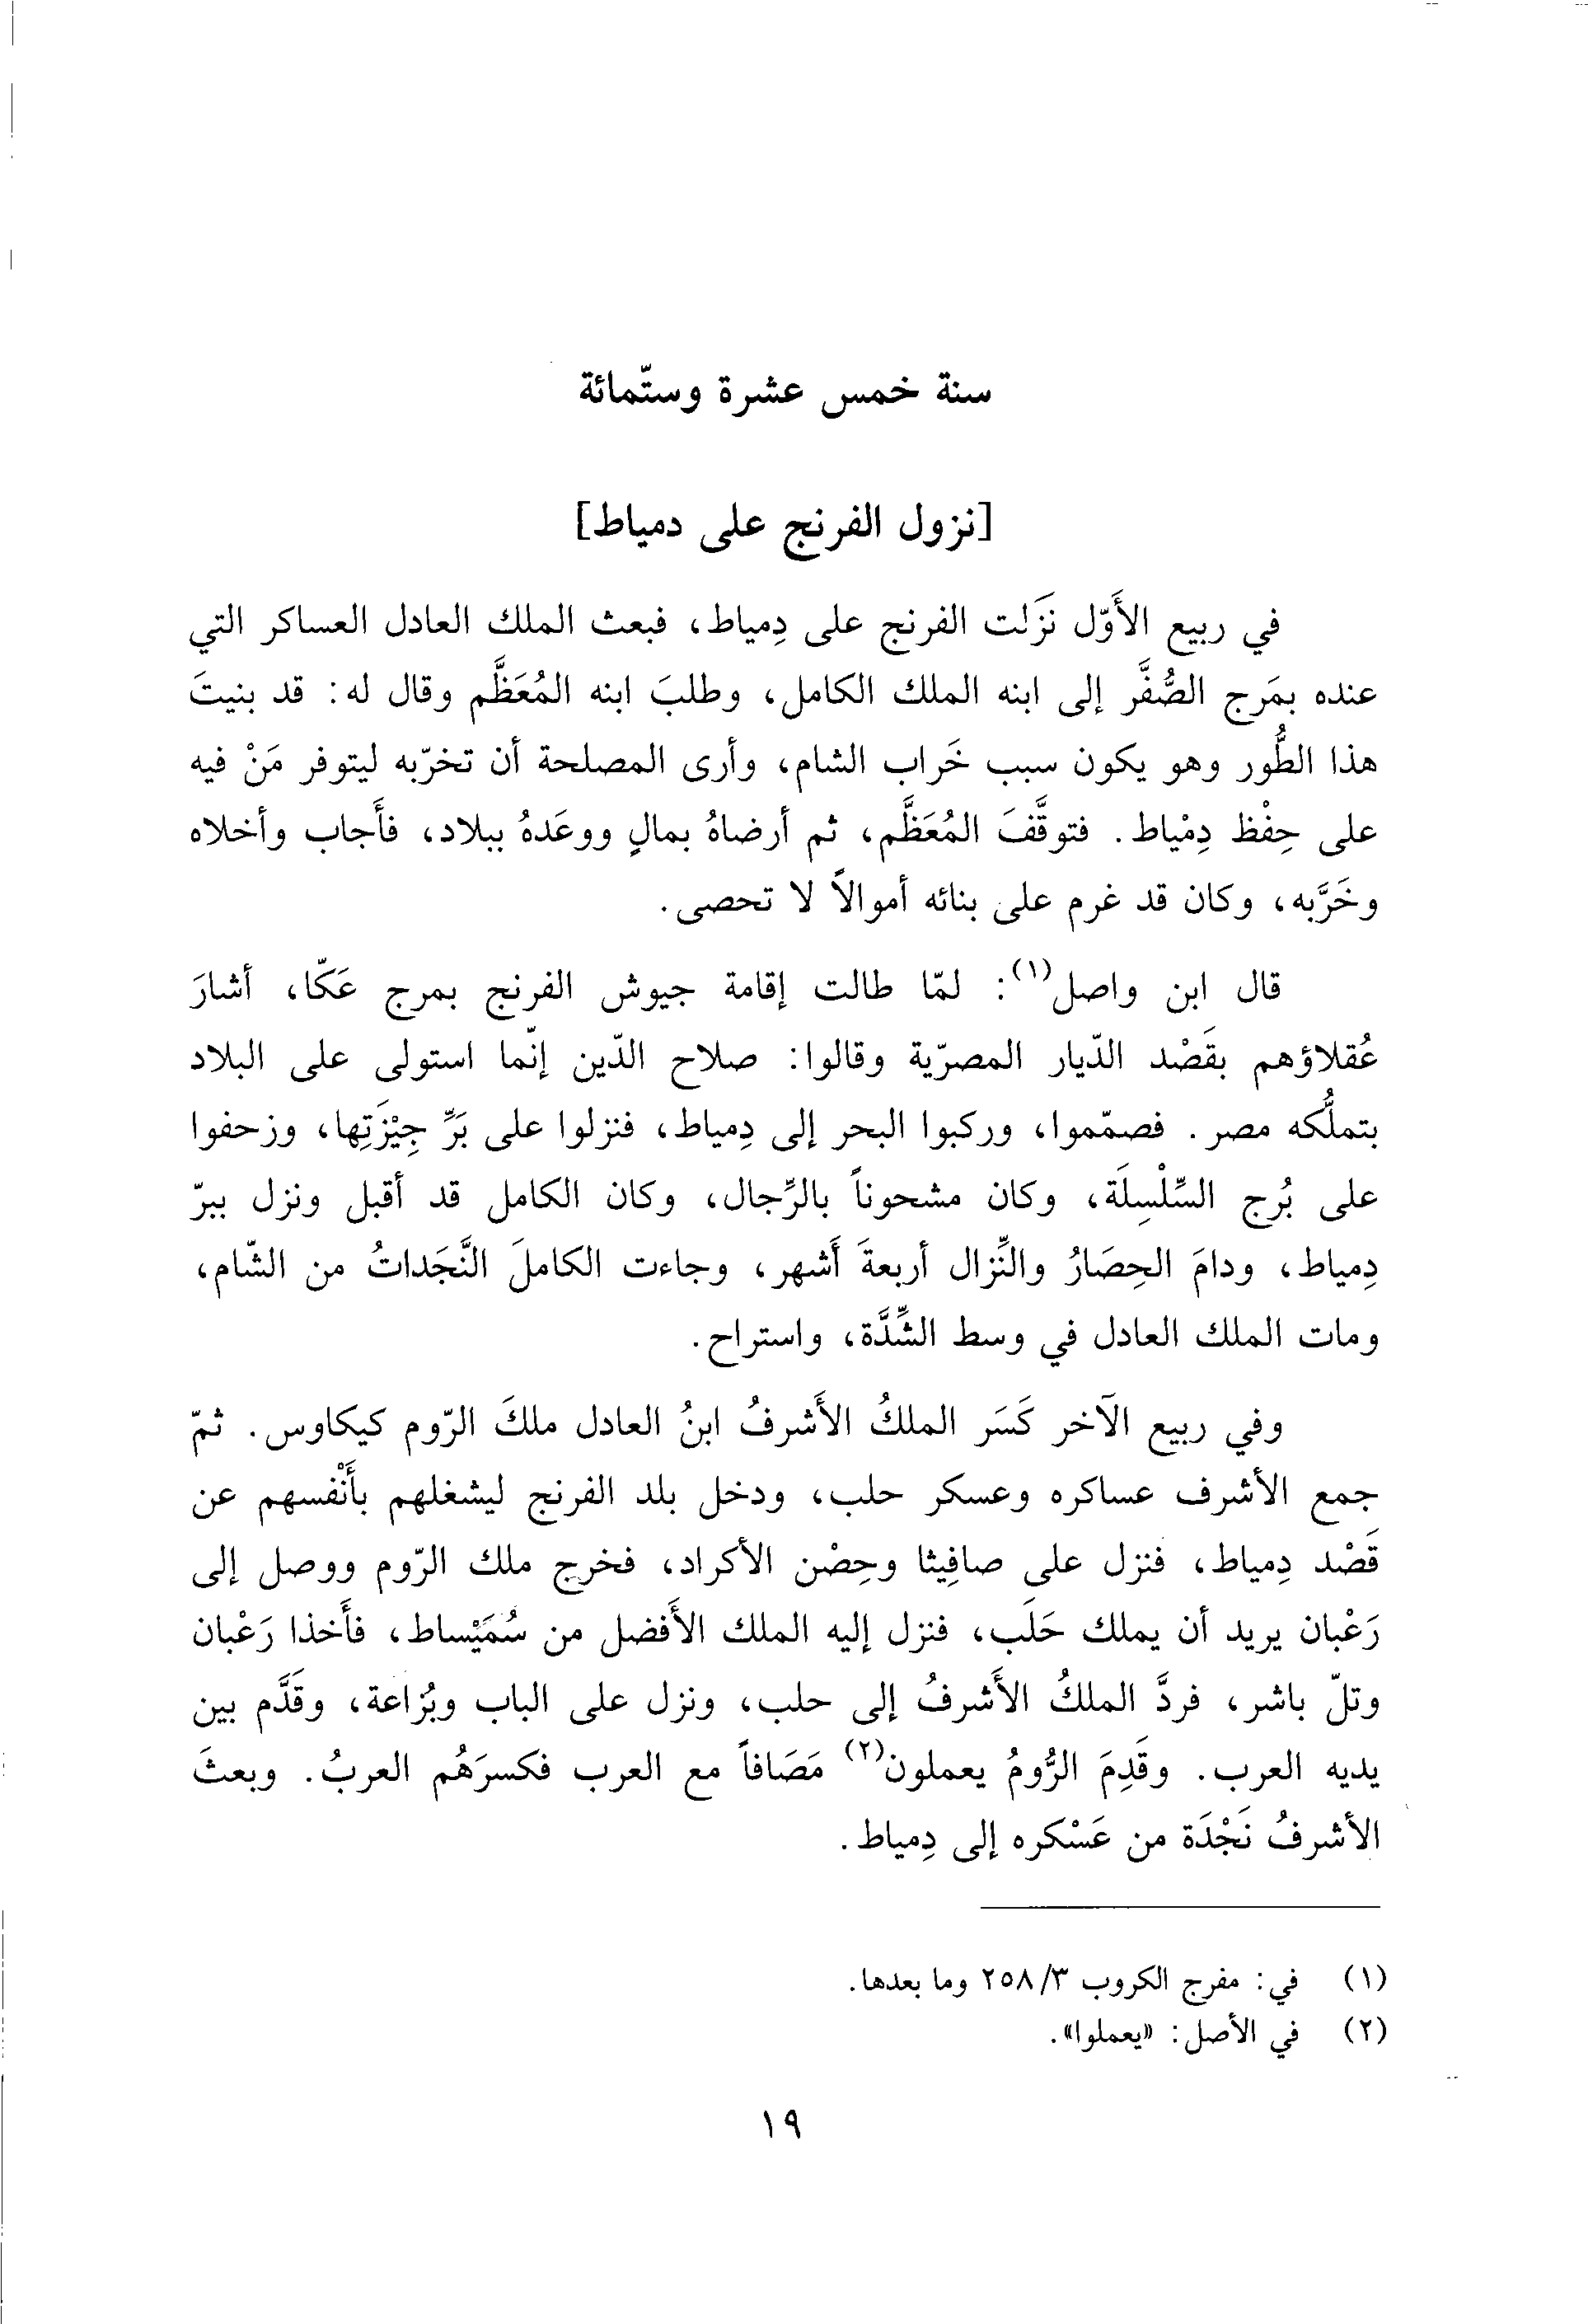 سنة خمس عشرة وستّمائة
[نزول الفرنج على دمياط]
في ربيع الأَوّل نَزَلت الفرنج على دِمياط، فبعث الملك العادل العساكر التي
عنده بمَرج الصُّفَّر إلى ابنه الملك الكامل، وطلبَ ابنه المُعَظَّم وقال له: قد بنيتَ
هذا الطُّور وهو يكون سبب خَراب الشام، وأرى المصلحة أن تخرّبه ليتوفر مَنْ فيه
على حِفْظ دِمْياط. فتوقَّفَ المُعَظَّم، ثم أرضاهُ بمالٍ ووعَدهُ ببلاد، فأَجاب وأخلاه
وخَرَّبه، وكان قد غرم على بنائه أموالاً لا تحصى.
قال ابن واصل(١): لمّا طالت إقامة جيوش الفرنج بمرج عَكّا، أشارَ
عُقلاؤهم بقَصْد الدّيار المصرّية وقالوا: صلاح الدّين إنّما استولى على البلاد
بتملُّكه مصر. فصمّموا، وركبوا البحر إلى دِمياط، فنزلوا على بَرِّ جِيْزَتِها، وزحفوا
على بُرج السِّلْسِلَة، وكان مشحوناً بالرِّجال، وكان الكامل قد أقبل ونزل ببرّ
دِمياط، ودامَ الحِصَارُ والنِّزال أربعةَ أَشهر، وجاءت الكاملَ النَّجَداتُ من الشّام،
ومات الملك العادل في وسط الشِّدَّة، واستراح.
وفي ربيع الآخر كَسَر الملكُ الأَشرفُ ابنُ العادل ملكَ الرّوم كيكاوس. ثمّ
جمع الأشرف عساكره وعسكر حلب، ودخل بلد الفرنج ليشغلهم بأَنْفسهم عن
قَصْد دِمياط، فنزل على صافِيثا وحِصْن الأكراد، فخرج ملك الرّوم ووصل إلى
رَعْبان يريد أن يملك حَلَب، فنزل إليه الملك الأَفضل من سُمَيْساط، فأَخذا رَعْبان
وتلّ باشر، فردَّ الملكُ الأَشرفُ إلى حلب، ونزل على الباب وبُزاعة، وقَدَّم بين
يديه العرب. وقَدِمَ الرُّومُ يعملون(٢) مَصَافاً مع العرب فكسرَهُم العربُ. وبعثَ
الأشرفُ نَجْدَة من عَسْكره إلى دِمياط.
(١) في: مفرج الكروب ٣/ ٢٥٨ وما بعدها.
(٢) في الأصل: «يعملوا».
١٩